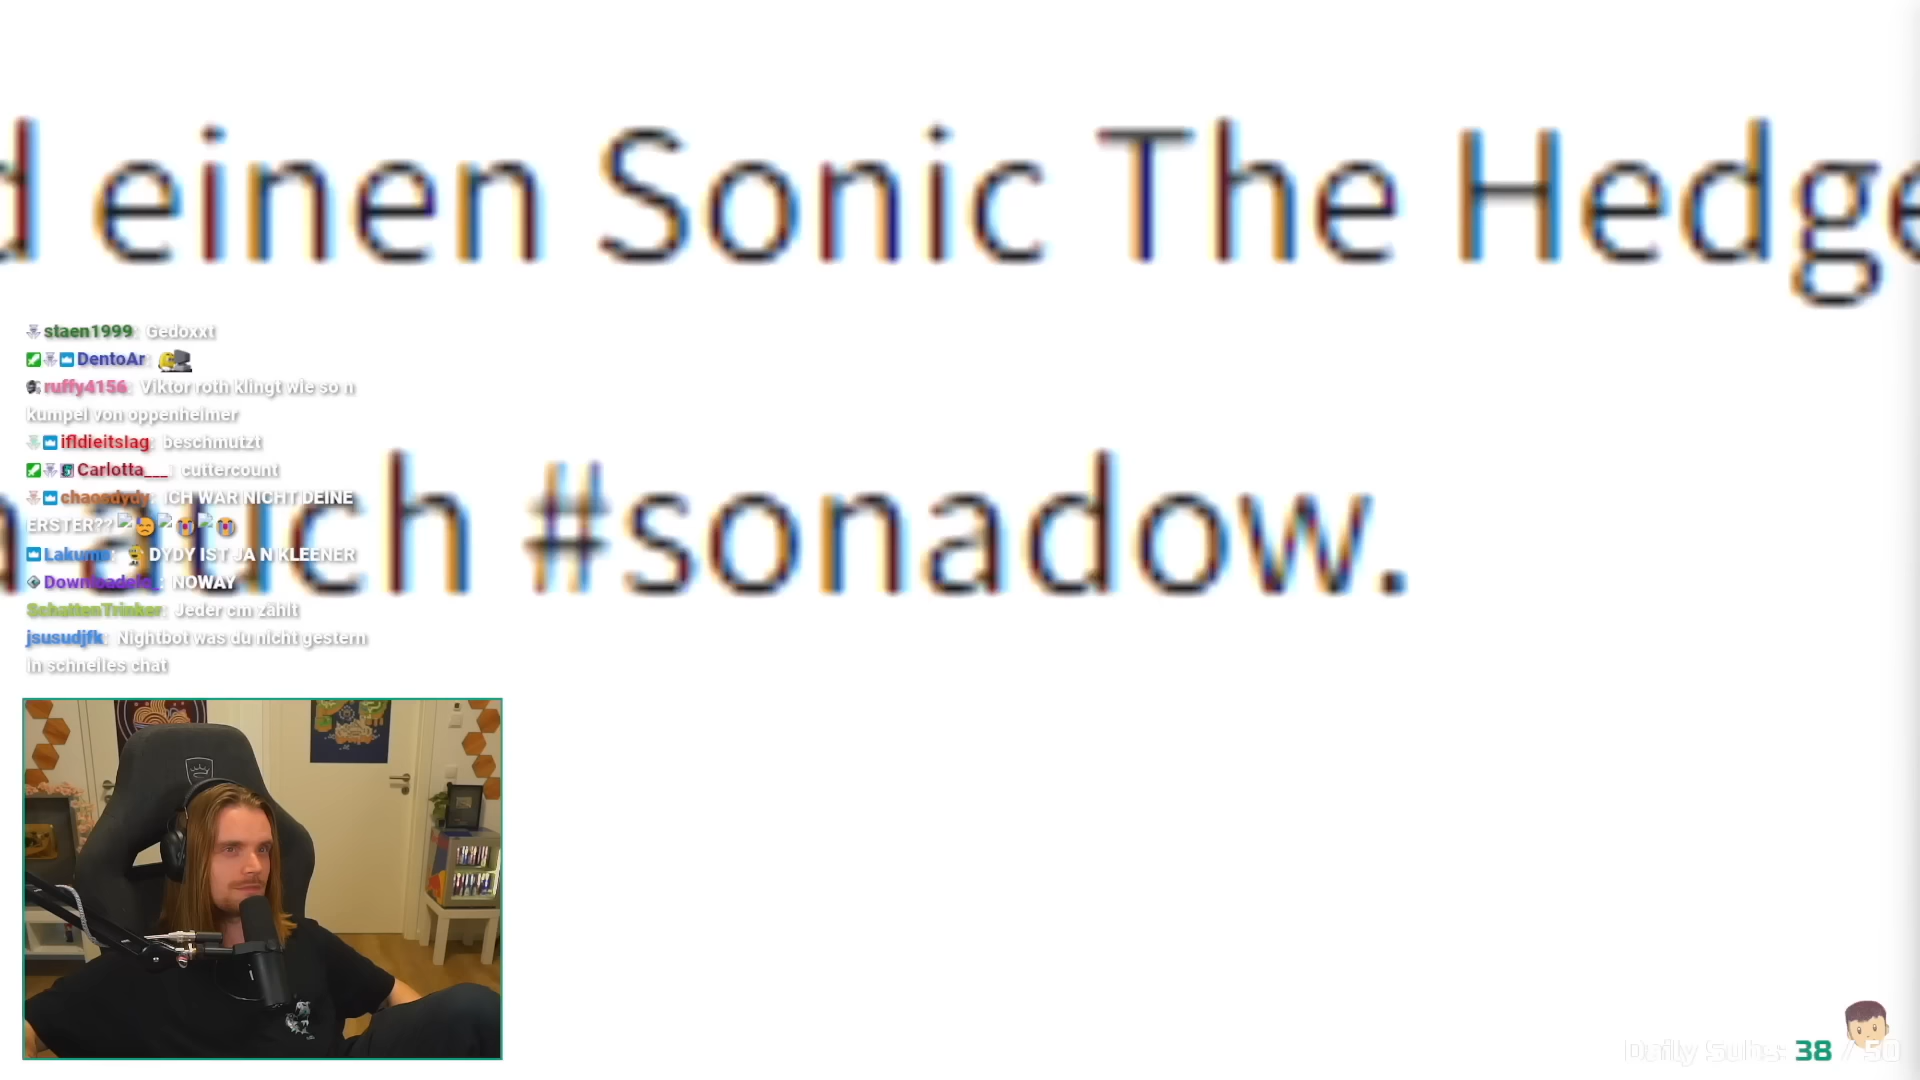 d einen Sonic The Hedge
staen1999: Gedoxxt
DentoAr:
ruffy4156: Viktor roth klingt wie so n
kumpel von oppenheimer
ifldieitslag: beschmutzt
Carlotta___: cuttercount
chaosdydy: ICH WAR NICHT DEINE
ERSTER??
auch #sonadow.
DYDY IST JA N KLEENER
NOWAY
SchattenTrinker: Jeder cm zählt
jsusudjfk: Nightbot was du nicht gestern
in schnelles chat
Daily Subs: 38 / 50